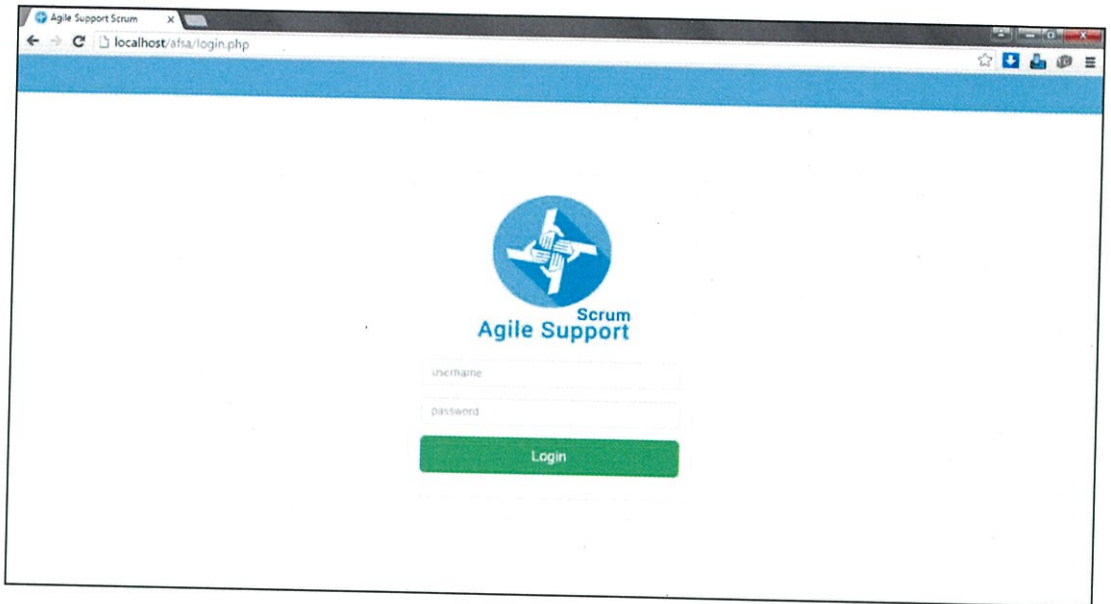 Agile Support Scrum
localhost/afsa/login.php
Scrum
Agile Support
username
password
Login